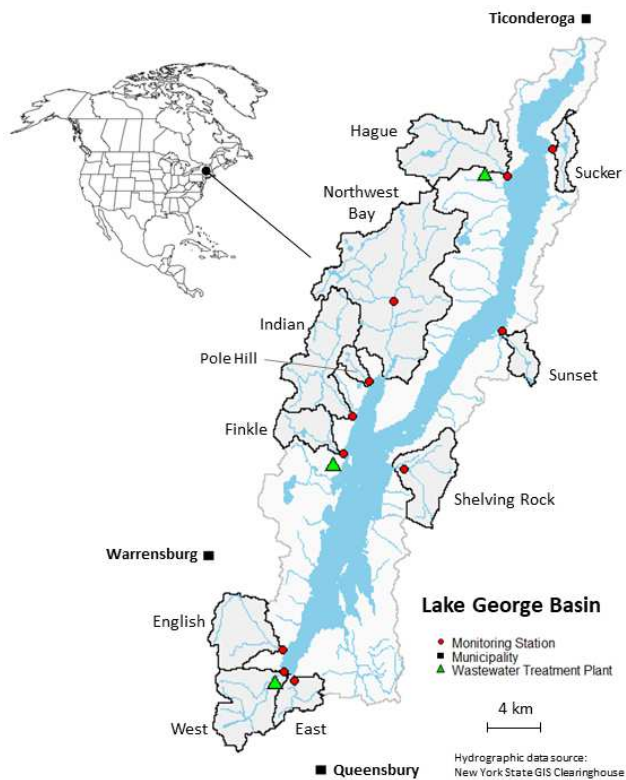 Ticonderoga
Hague
Sucker
Northwest
Bay
Indian
Pole Hill
Sunset
Finkle
Shelving Rock
Warrensburg
English
Lake George Basin
Monitoring Station
Municipality
Wastewater Treatment Plant
West
East
4 km
Queensbury
Hydrographic data source:
New York State GIS Clearinghouse